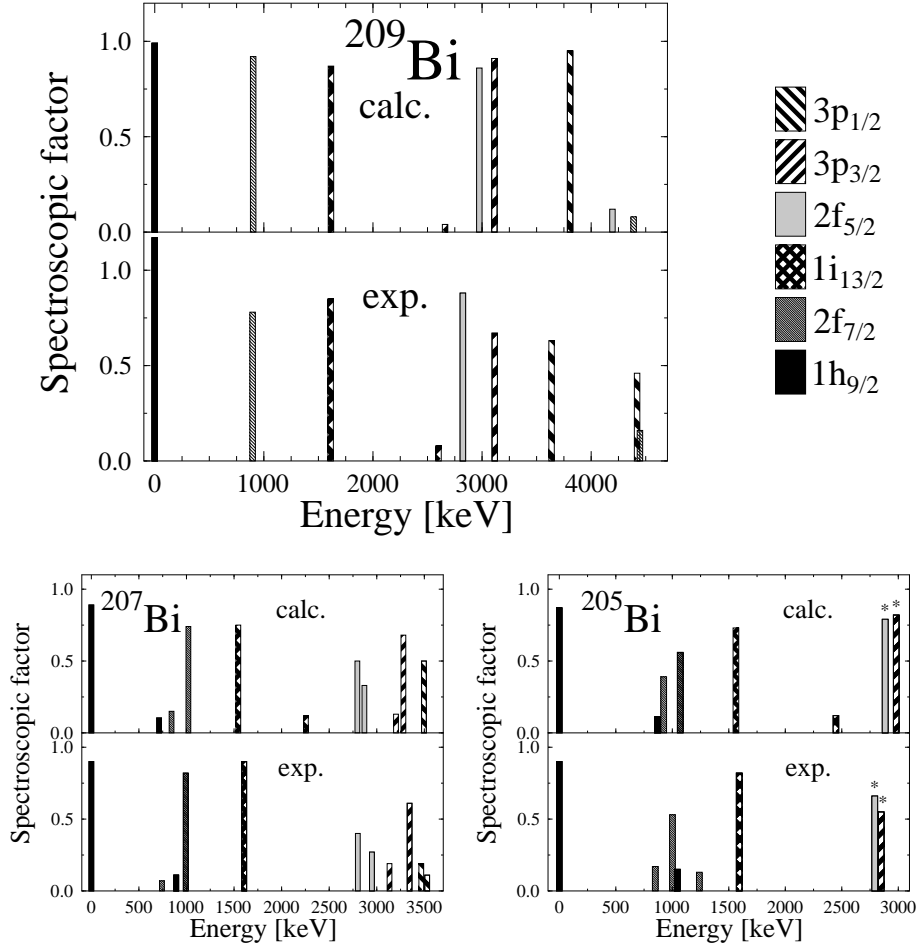 209Bi
calc.
1.0
0.5
0.0
Spectroscopic factor
exp.
1.0
0.5
0.0
0 1000 2000 3000 4000
Energy [keV]
3p1/2
3p3/2
2f5/2
1i13/2
2f7/2
1h9/2
207Bi
calc.
1.0
0.5
0.0
Spectroscopic factor
exp.
0.5
0.0
0 500 1000 1500 2000 2500 3000 3500
Energy [keV]
205Bi
calc.
* *
1.0
0.5
0.0
Spectroscopic factor
exp.
* *
0.5
0.0
0 500 1000 1500 2000 2500 3000
Energy [keV]